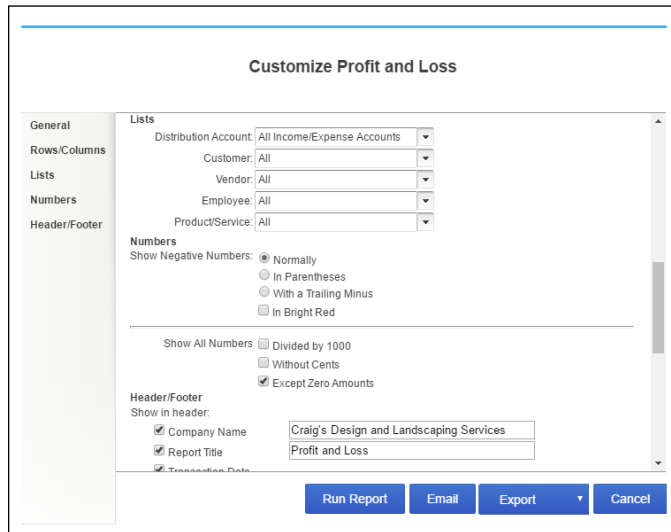 Customize Profit and Loss
General
Rows/Columns
Lists
Numbers
Header/Footer
Lists
Distribution Account: All Income/Expense Accounts
Customer: All
Vendor: All
Employee: All
Product/Service: All
Numbers
Show Negative Numbers: Normally
In Parentheses
With a Trailing Minus
In Bright Red
Show All Numbers Divided by 1000
Without Cents
Except Zero Amounts
Header/Footer
Show in header:
Company Name Craig's Design and Landscaping Services
Report Title Profit and Loss
Transaction Date
Run Report Email Export Cancel